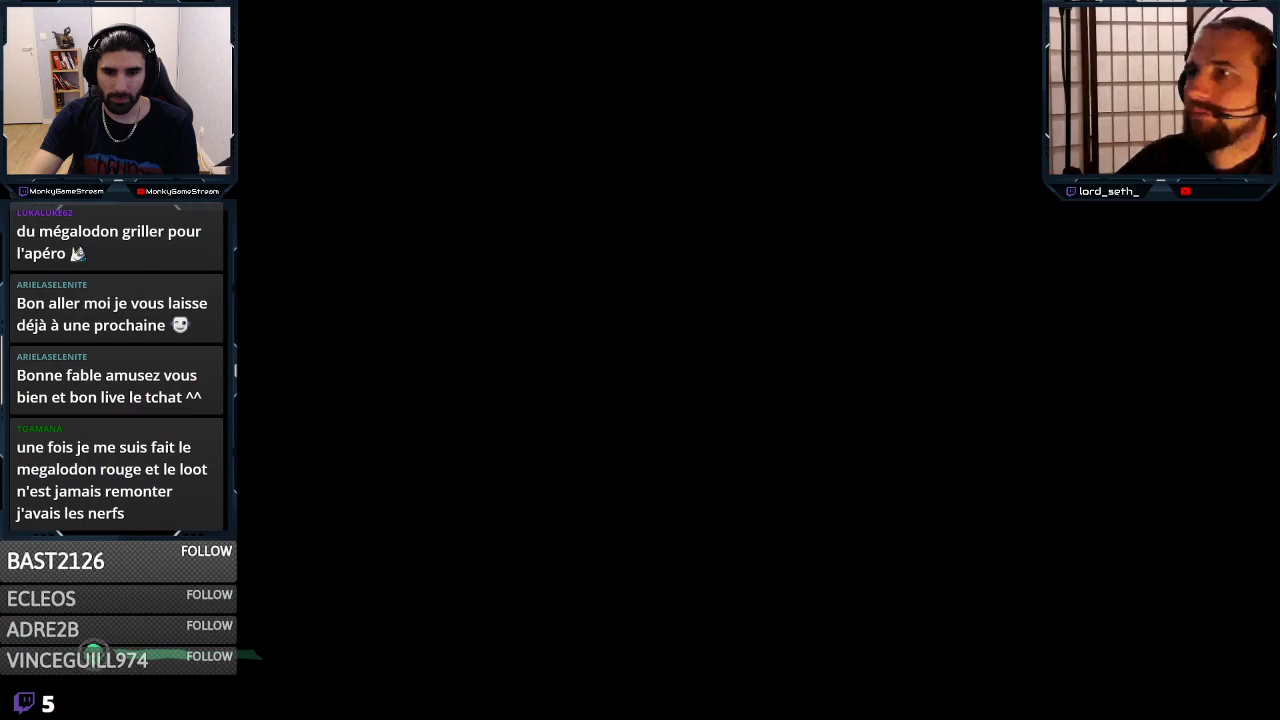 MonkyGameStream MonkyGameStream
lord_seth_
LUKALUKE62
du mégalodon griller pour
l'apéro
ARIELASELENITE
Bon aller moi je vous laisse
déjà à une prochaine
ARIELASELENITE
Bonne fable amusez vous
bien et bon live le tchat ^^
TOAMANA
une fois je me suis fait le
megalodon rouge et le loot
n'est jamais remonter
j'avais les nerfs
BAST2126 FOLLOW
ECLEOS FOLLOW
ADRE2B FOLLOW
VINCEGUILL974 FOLLOW
5